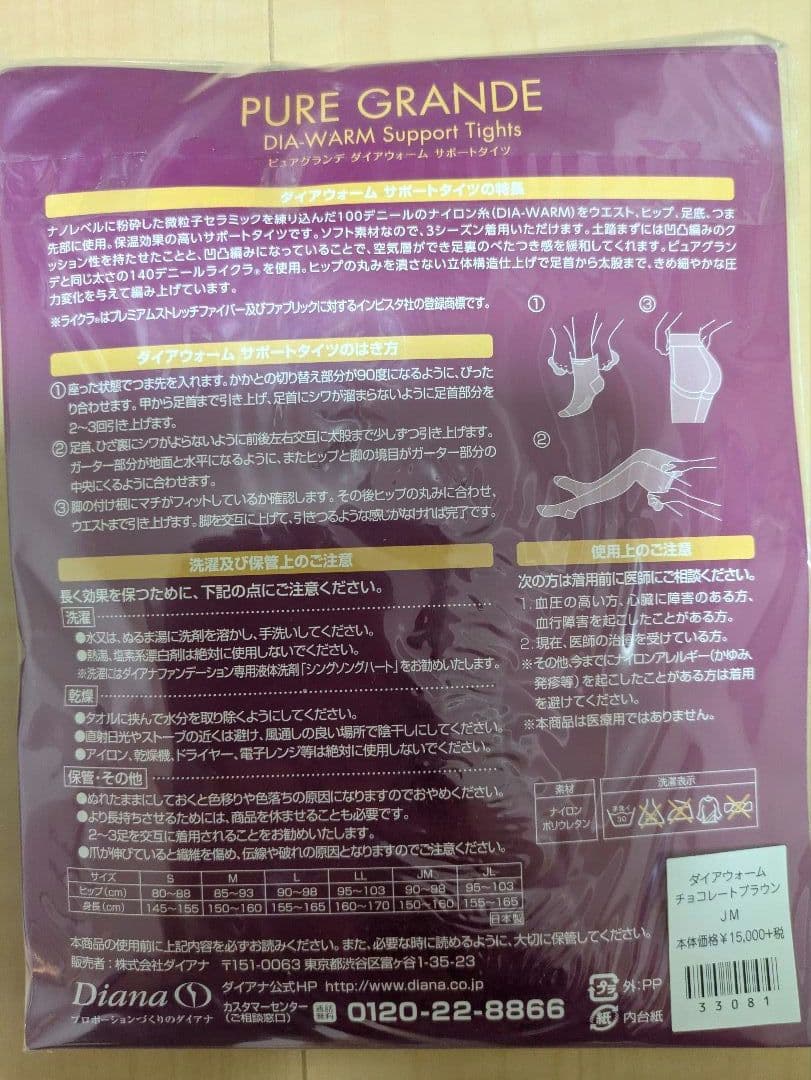 PURE GRANDE
DIA-WARM Support Tights
ピュアグランデ ダイアウォーム サポートタイツ
ダイアウォーム サポートタイツの特長
ナノレベルに粉砕した微粒子セラミックを練り込んだ100デニールのナイロン糸(DIA-WARM)をウエスト、ヒップ、足底、つま
先部に使用。保温効果の高いサポートタイツです。ソフト素材なので、3シーズン着用いただけます。土踏まずには凹凸編みのク
ッション性を持たせたことと、凹凸編みになっていることで、空気層ができ足裏のべたつき感を緩和してくれます。ピュアグラン
デと同じ太さの140デニールライクラ®を使用。ヒップの丸みを潰さない立体構造仕上げで足首から太股まで、きめ細やかな圧
力変化を与えて編み上げています。
※ライクラ®はプレミアムストレッチファイバー及びファブリックに対するインビスタ社の登録商標です。
① ③
②
ダイアウォーム サポートタイツのはき方
①座った状態でつま先を入れます。かかとの切り替え部分が90度になるように、ぴった
り合わせます。甲から足首まで引き上げ、足首にシワが溜まらないように足首部分を
2〜3回引き上げます。
②足首、ひざ裏にシワがよらないように前後左右交互に太股まで少しずつ引き上げます。
ガーター部分が地面と水平になるように、またヒップと脚の境目がガーター部分の
中央にくるように合わせます。
③脚の付け根にマチがフィットしているか確認します。その後ヒップの丸みに合わせ、
ウエストまで引き上げます。脚を交互に上げて、引きつるような感じがなければ完了です。
洗濯及び保管上のご注意
長く効果を保つために、下記の点にご注意ください。
洗濯
●水又は、ぬるま湯に洗剤を溶かし、手洗いしてください。
●熱湯、塩素系漂白剤は絶対に使用しないでください。
※洗濯にはダイアナファンデーション専用液体洗剤「シングソングハート」をお勧めいたします。
乾燥
●タオルに挟んで水分を取り除くようにしてください。
●直射日光やストーブの近くは避け、風通しの良い場所で陰干しにしてください。
●アイロン、乾燥機、ドライヤー、電子レンジ等は絶対に使用しないでください。
保管・その他
●ぬれたままにしておくと色移りや色落ちの原因になりますのでおやめください。
●より長持させるためには、商品を休ませることも必要です。
2〜3足を交互に着用されることをお勧めいたします。
●爪が伸びていると繊維を傷め、伝線や破れの原因となりますのでご注意ください。
使用上のご注意
次の方は着用前に医師にご相談ください。
1. 血圧の高い方、心臓に障害のある方、
血行障害を起こしたことがある方。
2. 現在、医師の治療を受けている方。
※その他、今までにナイロンアレルギー(かゆみ、
発疹等)を起こしたことがある方は着用
を避けてください。
※本商品は医療用ではありません。
素材
ナイロン
ポリウレタン
洗濯表示
手洗イ
30
サイズ S M L LL JM JL
ヒップ(cm) 80〜88 85〜93 90〜98 95〜103 90〜98 95〜103
身長(cm) 145〜155 150〜160 155〜165 160〜170 150〜160 155〜165
日本製
ダイアウォーム
チョコレートブラウン
JM
本体価格¥15,000+税
33081
本商品の使用前に上記内容を必ずお読みください。また、必要な時に読めるように、大切に保管してください。
販売者：株式会社ダイアナ 〒151-0063 東京都渋谷区富ヶ谷1-35-23
Diana
プロポーションづくりのダイアナ
ダイアナ公式HP http://www.diana.co.jp
カスタマーセンター
(ご相談窓口)
通話
無料
0120-22-8866
プラ 外:PP
紙 内台紙